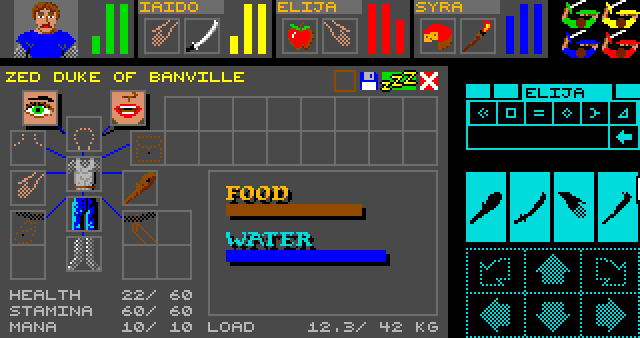 IAIDO
ELIJA
SYRA
ZED DUKE OF BANVILLE
zZZ
ELIJA
FOOD
WATER
HEALTH 22/ 60
STAMINA 60/ 60
MANA 10/ 10 LOAD 12.3/ 42 KG